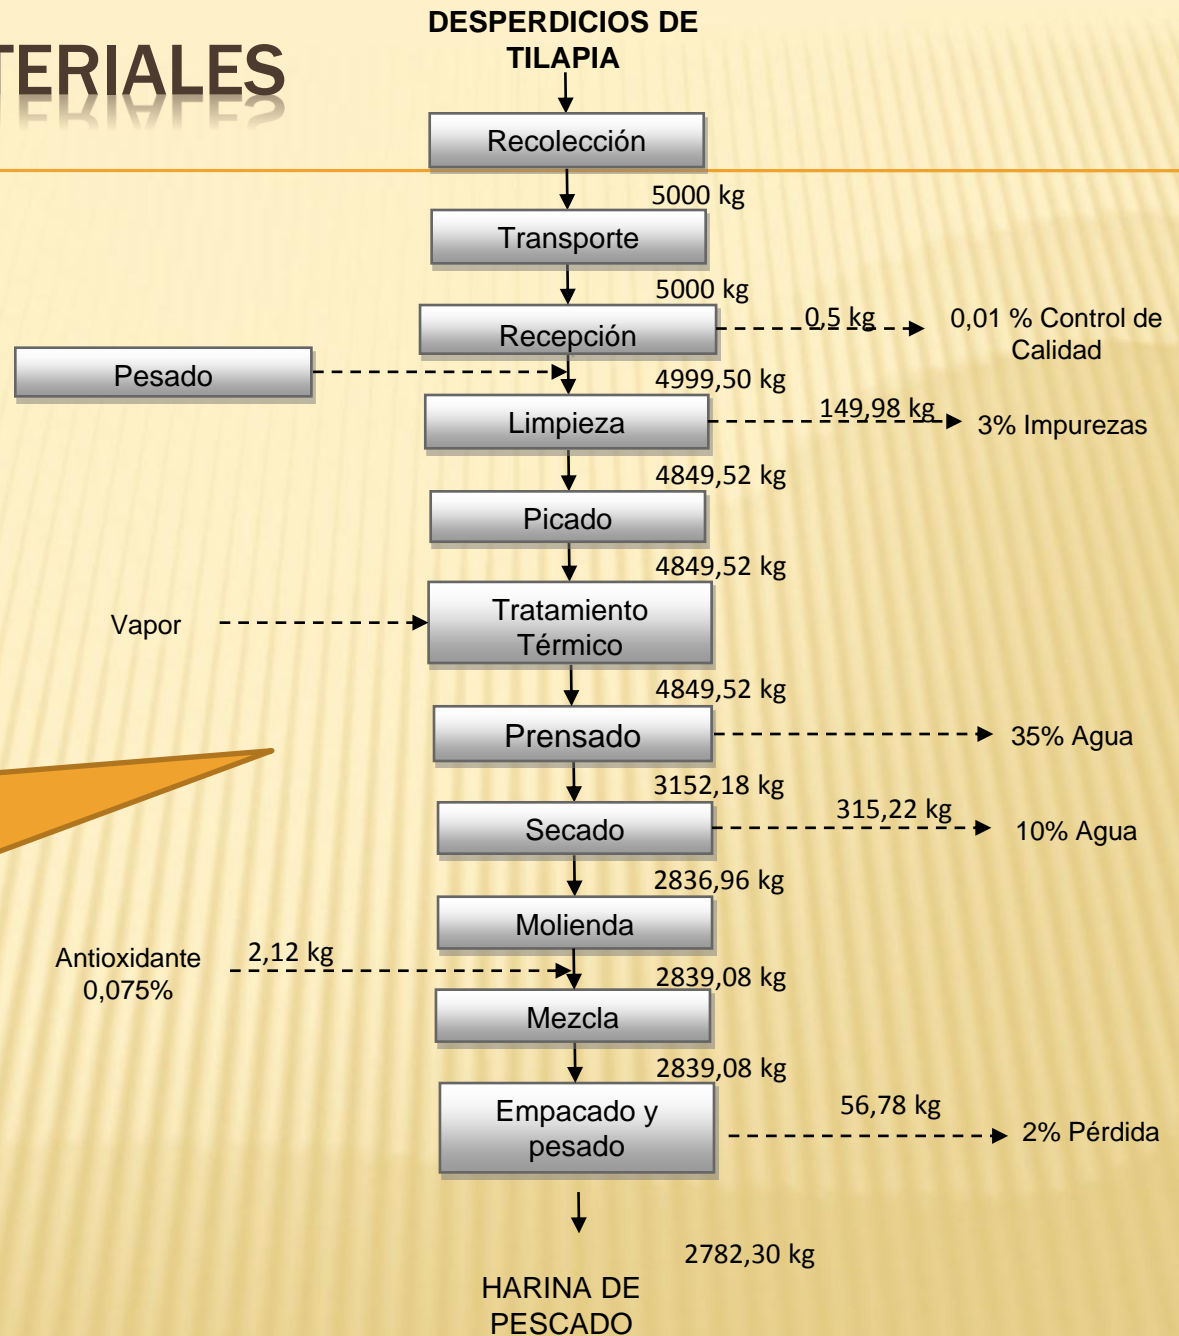 TERIALES
DESPERDICIOS DE
TILAPIA
Recolección
5000 kg
Transporte
5000 kg
Recepción
0,5 kg
0,01 % Control de
Calidad
Pesado
4999,50 kg
Limpieza
149,98 kg
3% Impurezas
4849,52 kg
Picado
4849,52 kg
Vapor
Tratamiento
Térmico
4849,52 kg
Prensado
35% Agua
3152,18 kg
Secado
315,22 kg
10% Agua
2836,96 kg
Molienda
Antioxidante
0,075%
2,12 kg
2839,08 kg
Mezcla
2839,08 kg
Empacado y
pesado
56,78 kg
2% Pérdida
2782,30 kg
HARINA DE
PESCADO